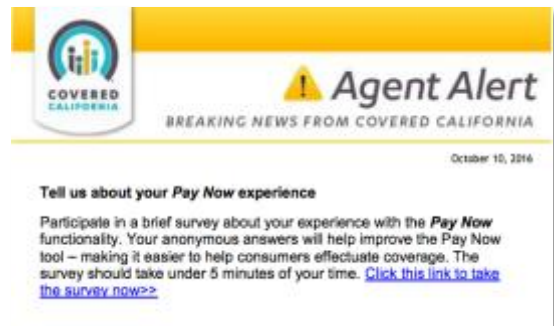 COVERED
CALIFORNIA
Agent Alert
BREAKING NEWS FROM COVERED CALIFORNIA
October 10, 2016
Tell us about your Pay Now experience
Participate in a brief survey about your experience with the Pay Now
functionality. Your anonymous answers will help improve the Pay Now
tool – making it easier to help consumers effectuate coverage. The
survey should take under 5 minutes of your time. Click this link to take
the survey now>>